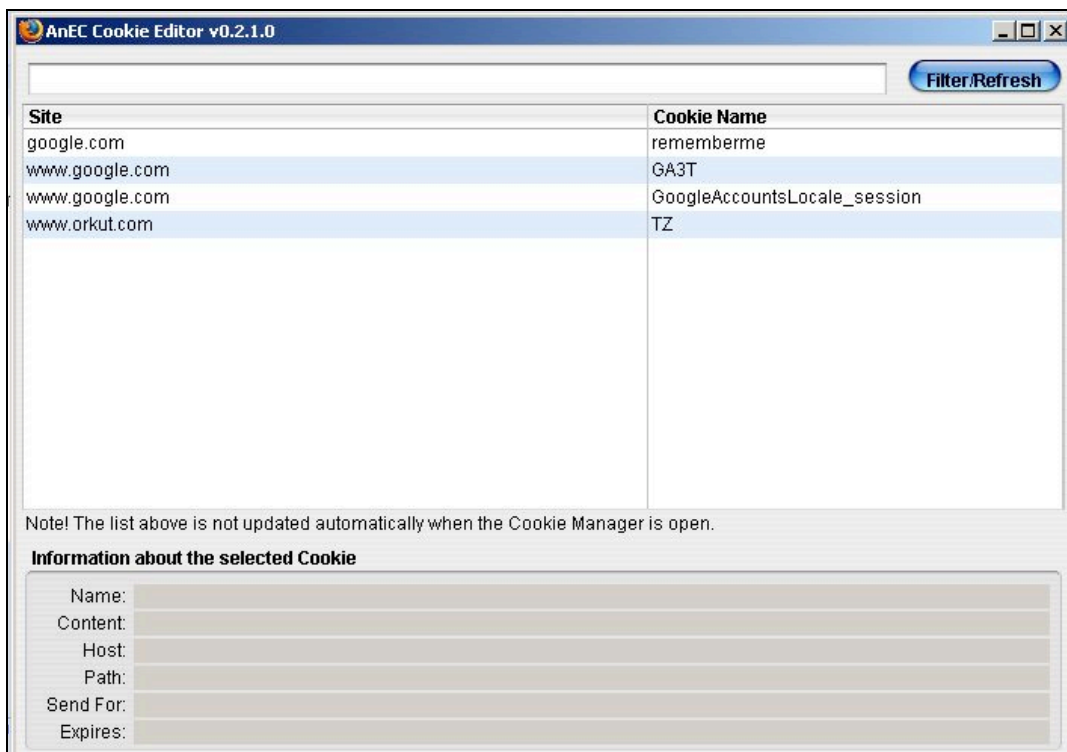 AnEC Cookie Editor v0.2.1.0
Filter/Refresh
Site Cookie Name
google.com rememberme
www.google.com GA3T
www.google.com GoogleAccountsLocale_session
www.orkut.com TZ
Note! The list above is not updated automatically when the Cookie Manager is open.
Information about the selected Cookie
Name:
Content:
Host:
Path:
Send For:
Expires: